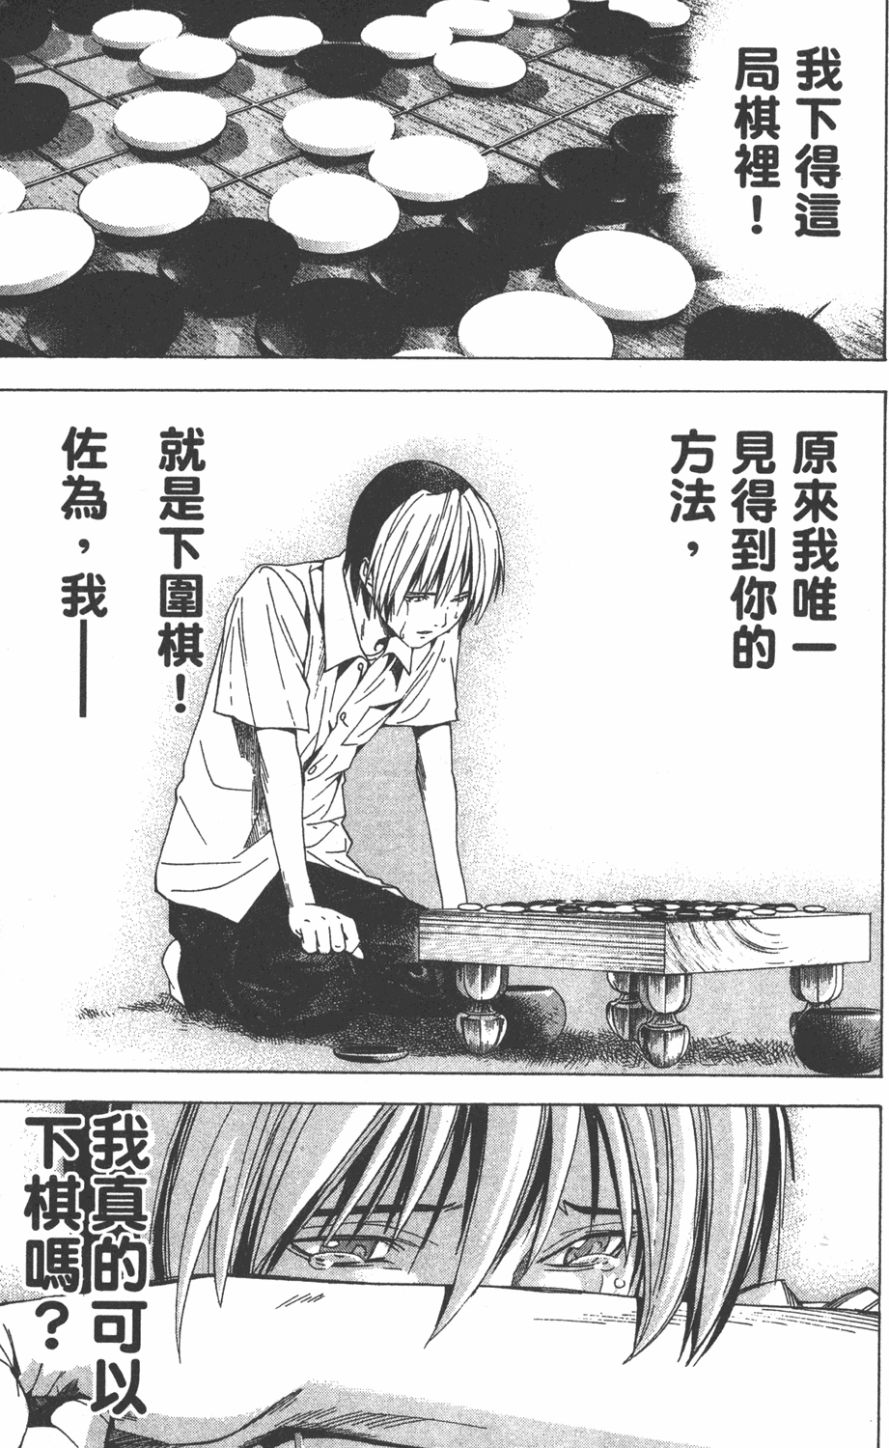 我下得這
局棋裡！
原來我唯一
見得到你的
方法，
就是下圍棋！
佐為，我——
我真的可以
下棋嗎？